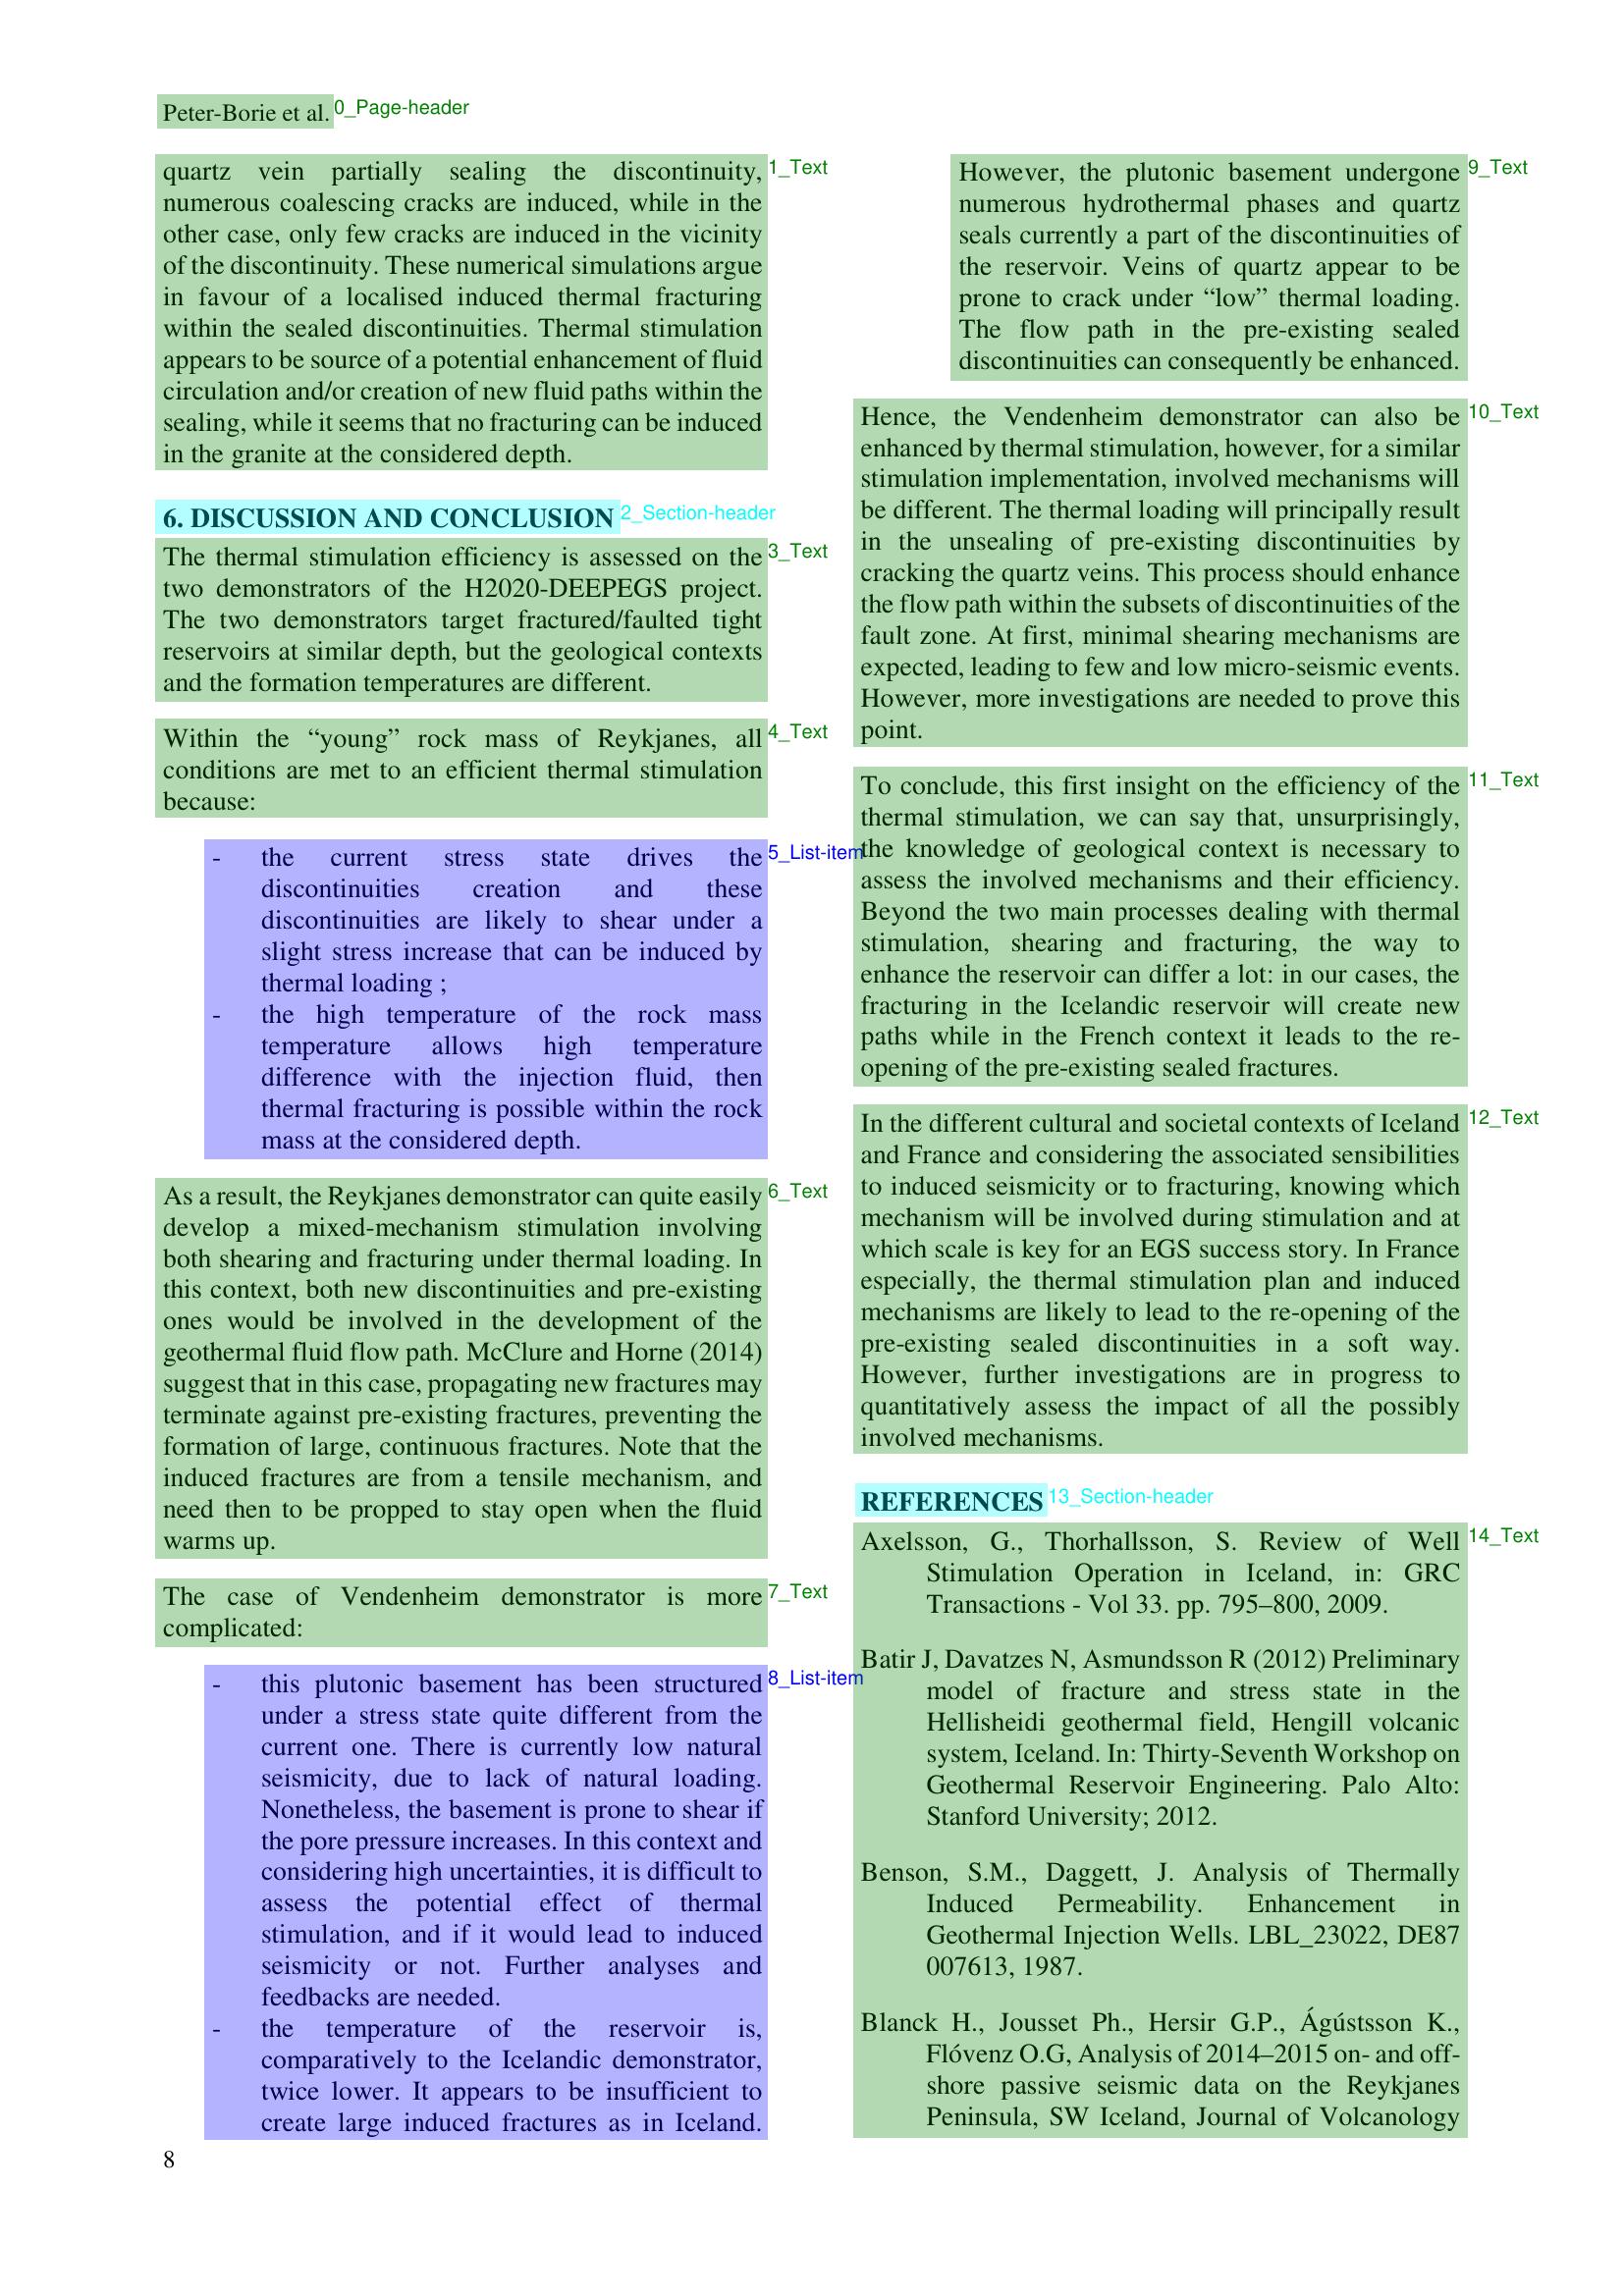 Peter-Borie et al.
0_Page-header
quartz vein partially sealing the discontinuity,
numerous coalescing cracks are induced, while in the
other case, only few cracks are induced in the vicinity
of the discontinuity. These numerical simulations argue
in favour of a localised induced thermal fracturing
within the sealed discontinuities. Thermal stimulation
appears to be source of a potential enhancement of fluid
circulation and/or creation of new fluid paths within the
sealing, while it seems that no fracturing can be induced
in the granite at the considered depth.
1_Text
6. DISCUSSION AND CONCLUSION
2_Section-header
The thermal stimulation efficiency is assessed on the
two demonstrators of the H2020-DEEPEGS project.
The two demonstrators target fractured/faulted tight
reservoirs at similar depth, but the geological contexts
and the formation temperatures are different.
3_Text
Within the “young” rock mass of Reykjanes, all
conditions are met to an efficient thermal stimulation
because:
4_Text
- the current stress state drives the
discontinuities creation and these
discontinuities are likely to shear under a
slight stress increase that can be induced by
thermal loading ;
- the high temperature of the rock mass
temperature allows high temperature
difference with the injection fluid, then
thermal fracturing is possible within the rock
mass at the considered depth.
5_List-item
As a result, the Reykjanes demonstrator can quite easily
develop a mixed-mechanism stimulation involving
both shearing and fracturing under thermal loading. In
this context, both new discontinuities and pre-existing
ones would be involved in the development of the
geothermal fluid flow path. McClure and Horne (2014)
suggest that in this case, propagating new fractures may
terminate against pre-existing fractures, preventing the
formation of large, continuous fractures. Note that the
induced fractures are from a tensile mechanism, and
need then to be propped to stay open when the fluid
warms up.
6_Text
The case of Vendenheim demonstrator is more
complicated:
7_Text
- this plutonic basement has been structured
under a stress state quite different from the
current one. There is currently low natural
seismicity, due to lack of natural loading.
Nonetheless, the basement is prone to shear if
the pore pressure increases. In this context and
considering high uncertainties, it is difficult to
assess the potential effect of thermal
stimulation, and if it would lead to induced
seismicity or not. Further analyses and
feedbacks are needed.
- the temperature of the reservoir is,
comparatively to the Icelandic demonstrator,
twice lower. It appears to be insufficient to
create large induced fractures as in Iceland.
8_List-item
8
However, the plutonic basement undergone
numerous hydrothermal phases and quartz
seals currently a part of the discontinuities of
the reservoir. Veins of quartz appear to be
prone to crack under “low” thermal loading.
The flow path in the pre-existing sealed
discontinuities can consequently be enhanced.
9_Text
Hence, the Vendenheim demonstrator can also be
enhanced by thermal stimulation, however, for a similar
stimulation implementation, involved mechanisms will
be different. The thermal loading will principally result
in the unsealing of pre-existing discontinuities by
cracking the quartz veins. This process should enhance
the flow path within the subsets of discontinuities of the
fault zone. At first, minimal shearing mechanisms are
expected, leading to few and low micro-seismic events.
However, more investigations are needed to prove this
point.
10_Text
To conclude, this first insight on the efficiency of the
thermal stimulation, we can say that, unsurprisingly,
the knowledge of geological context is necessary to
assess the involved mechanisms and their efficiency.
Beyond the two main processes dealing with thermal
stimulation, shearing and fracturing, the way to
enhance the reservoir can differ a lot: in our cases, the
fracturing in the Icelandic reservoir will create new
paths while in the French context it leads to the re-
opening of the pre-existing sealed fractures.
11_Text
In the different cultural and societal contexts of Iceland
and France and considering the associated sensibilities
to induced seismicity or to fracturing, knowing which
mechanism will be involved during stimulation and at
which scale is key for an EGS success story. In France
especially, the thermal stimulation plan and induced
mechanisms are likely to lead to the re-opening of the
pre-existing sealed discontinuities in a soft way.
However, further investigations are in progress to
quantitatively assess the impact of all the possibly
involved mechanisms.
12_Text
REFERENCES
13_Section-header
Axelsson, G., Thorhallsson, S. Review of Well
Stimulation Operation in Iceland, in: GRC
Transactions - Vol 33. pp. 795–800, 2009.
Batir J, Davatzes N, Asmundsson R (2012) Preliminary
model of fracture and stress state in the
Hellisheidi geothermal field, Hengill volcanic
system, Iceland. In: Thirty-Seventh Workshop on
Geothermal Reservoir Engineering. Palo Alto:
Stanford University; 2012.
Benson, S.M., Daggett, J. Analysis of Thermally
Induced Permeability. Enhancement in
Geothermal Injection Wells. LBL_23022, DE87
007613, 1987.
Blanck H., Jousset Ph., Hersir G.P., Ágústsson K.,
Flóvenz O.G, Analysis of 2014–2015 on- and off-
shore passive seismic data on the Reykjanes
Peninsula, SW Iceland, Journal of Volcanology
14_Text